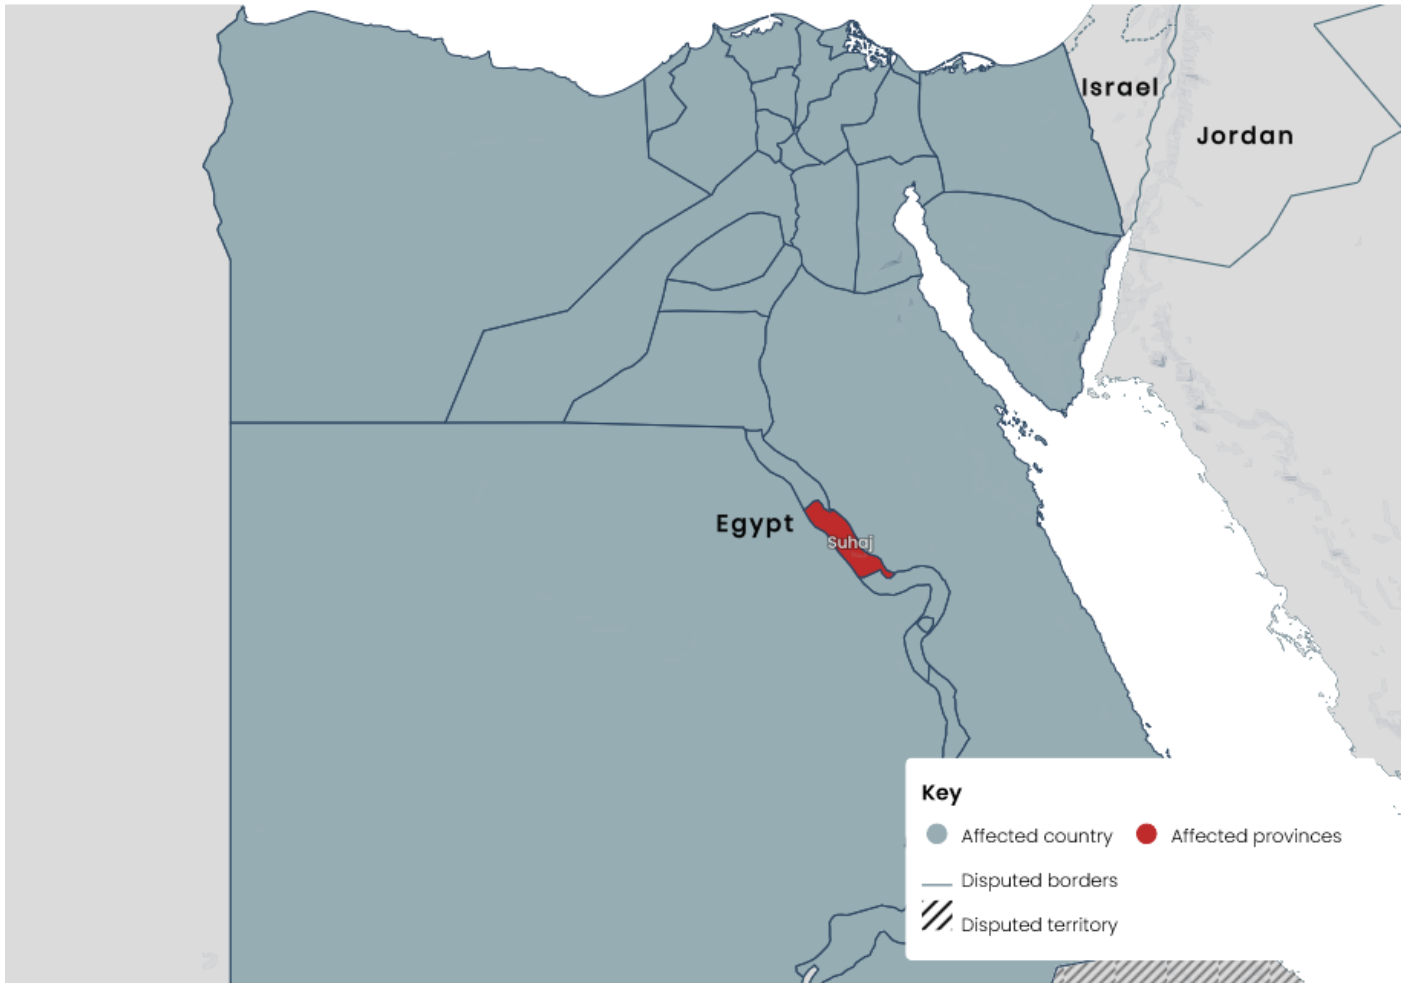 Israel
Jordan
Egypt
Suhaj
Key
Affected country
Affected provinces
Disputed borders
Disputed territory